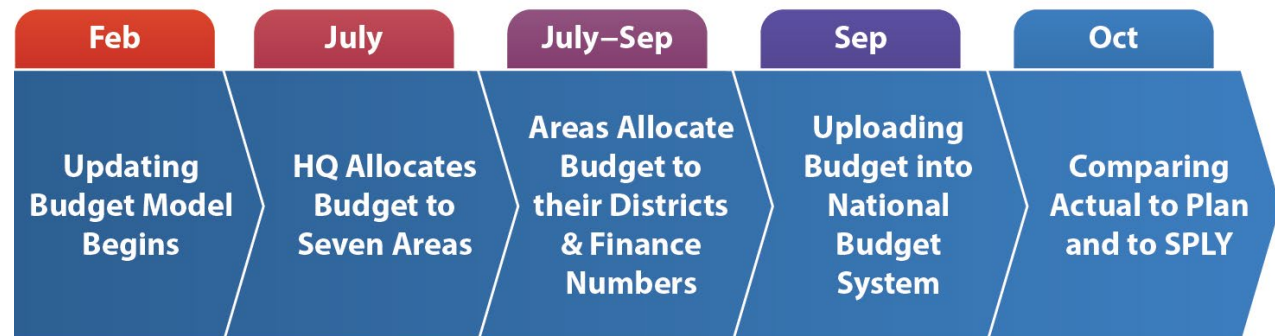 Feb
Updating
Budget Model
Begins
July
HQ Allocates
Budget to
Seven Areas
July–Sep
Areas Allocate
Budget to
their Districts
& Finance
Numbers
Sep
Uploading
Budget into
National
Budget
System
Oct
Comparing
Actual to Plan
and to SPLY